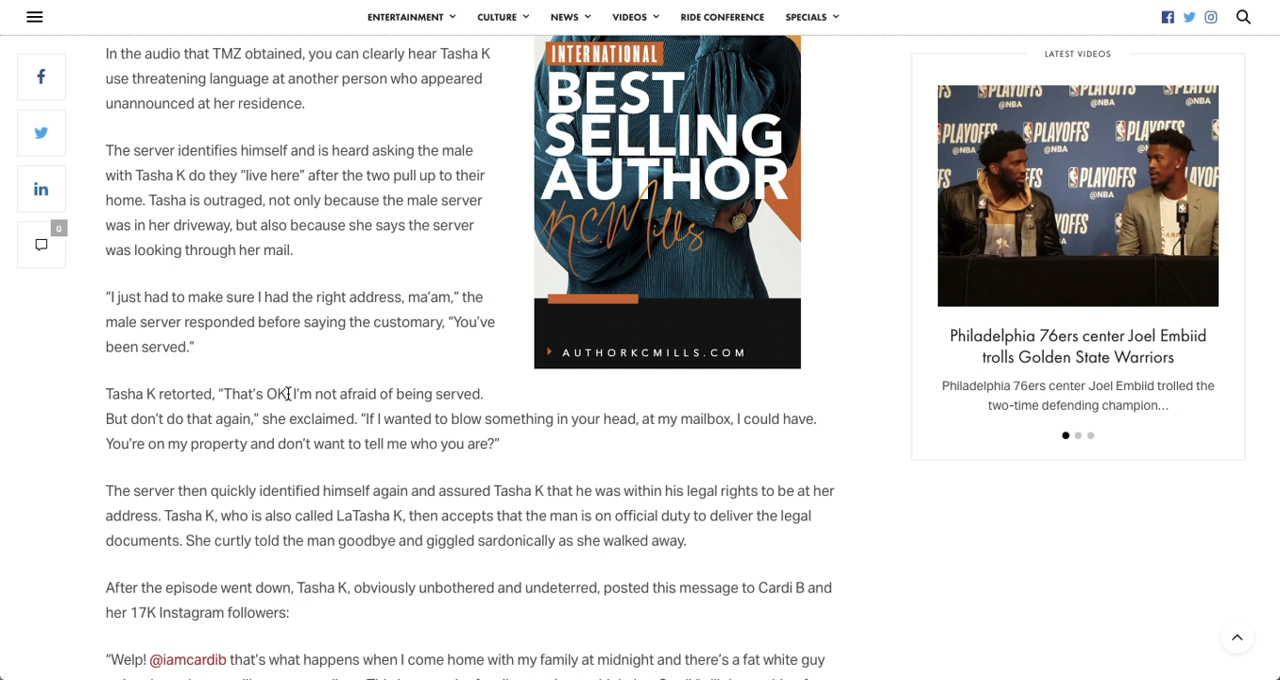 ENTERTAINMENT
CULTURE
NEWS
VIDEOS
RIDE CONFERENCE
SPECIALS
0
In the audio that TMZ obtained, you can clearly hear Tasha K
use threatening language at another person who appeared
unannounced at her residence.
The server identifies himself and is heard asking the male
with Tasha K do they “live here” after the two pull up to their
home. Tasha is outraged, not only because the male server
was in her driveway, but also because she says the server
was looking through her mail.
“I just had to make sure I had the right address, ma’am,” the
male server responded before saying the customary, “You’ve
been served.”
Tasha K retorted, “That’s OK. I’m not afraid of being served.
But don’t do that again,” she exclaimed. “If I wanted to blow something in your head, at my mailbox, I could have.
You’re on my property and don’t want to tell me who you are?”
The server then quickly identified himself again and assured Tasha K that he was within his legal rights to be at her
address. Tasha K, who is also called LaTasha K, then accepts that the man is on official duty to deliver the legal
documents. She curtly told the man goodbye and giggled sardonically as she walked away.
After the episode went down, Tasha K, obviously unbothered and undeterred, posted this message to Cardi B and
her 17K Instagram followers:
“Welp! @iamcardib that’s what happens when I come home with my family at midnight and there’s a fat white guy
INTERNATIONAL
BEST
SELLING
AUTHOR
K.C. Mills
AUTHORKCMILLS.COM
LATEST VIDEOS
PLAYOFFS
@NBA
Philadelphia 76ers center Joel Embiid
trolls Golden State Warriors
Philadelphia 76ers center Joel Embiid trolled the
two-time defending champion...